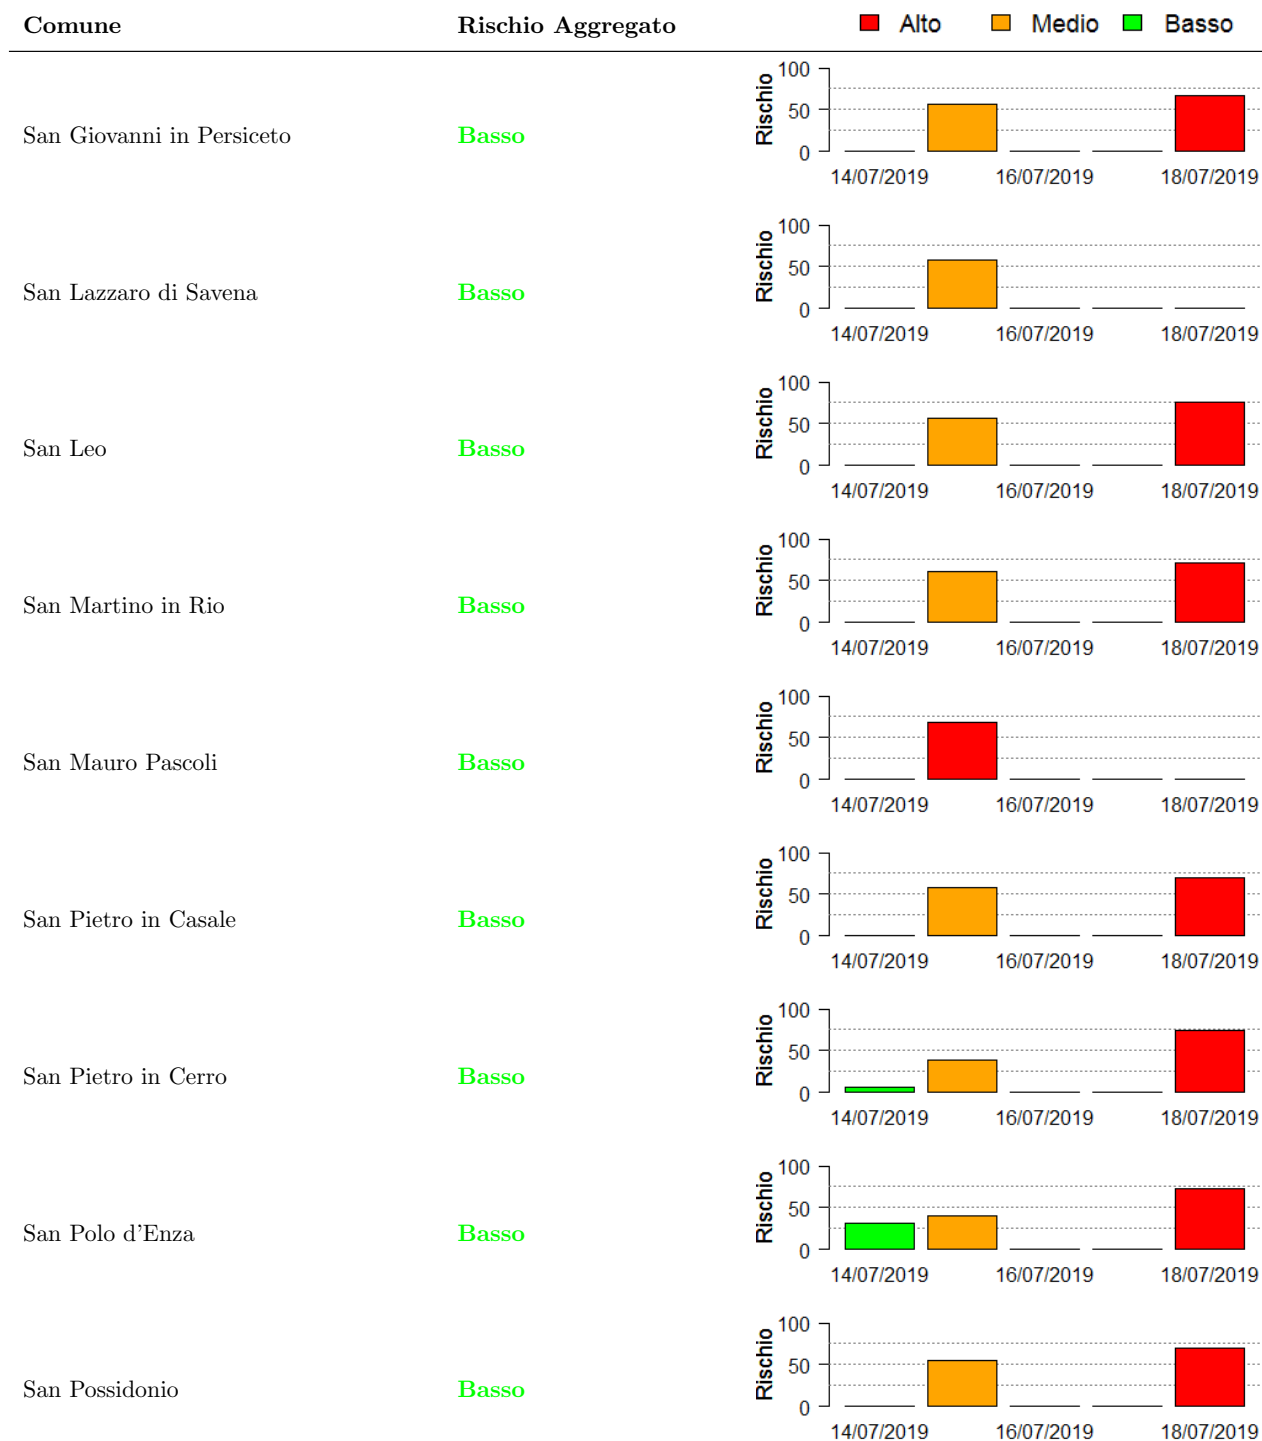 Comune Rischio Aggregato Alto Medio Basso
San Giovanni in Persiceto Basso
Rischio
100
50
0
14/07/2019 16/07/2019 18/07/2019
San Lazzaro di Savena Basso
Rischio
100
50
0
14/07/2019 16/07/2019 18/07/2019
San Leo Basso
Rischio
100
50
0
14/07/2019 16/07/2019 18/07/2019
San Martino in Rio Basso
Rischio
100
50
0
14/07/2019 16/07/2019 18/07/2019
San Mauro Pascoli Basso
Rischio
100
50
0
14/07/2019 16/07/2019 18/07/2019
San Pietro in Casale Basso
Rischio
100
50
0
14/07/2019 16/07/2019 18/07/2019
San Pietro in Cerro Basso
Rischio
100
50
0
14/07/2019 16/07/2019 18/07/2019
San Polo d'Enza Basso
Rischio
100
50
0
14/07/2019 16/07/2019 18/07/2019
San Possidonio Basso
Rischio
100
50
0
14/07/2019 16/07/2019 18/07/2019